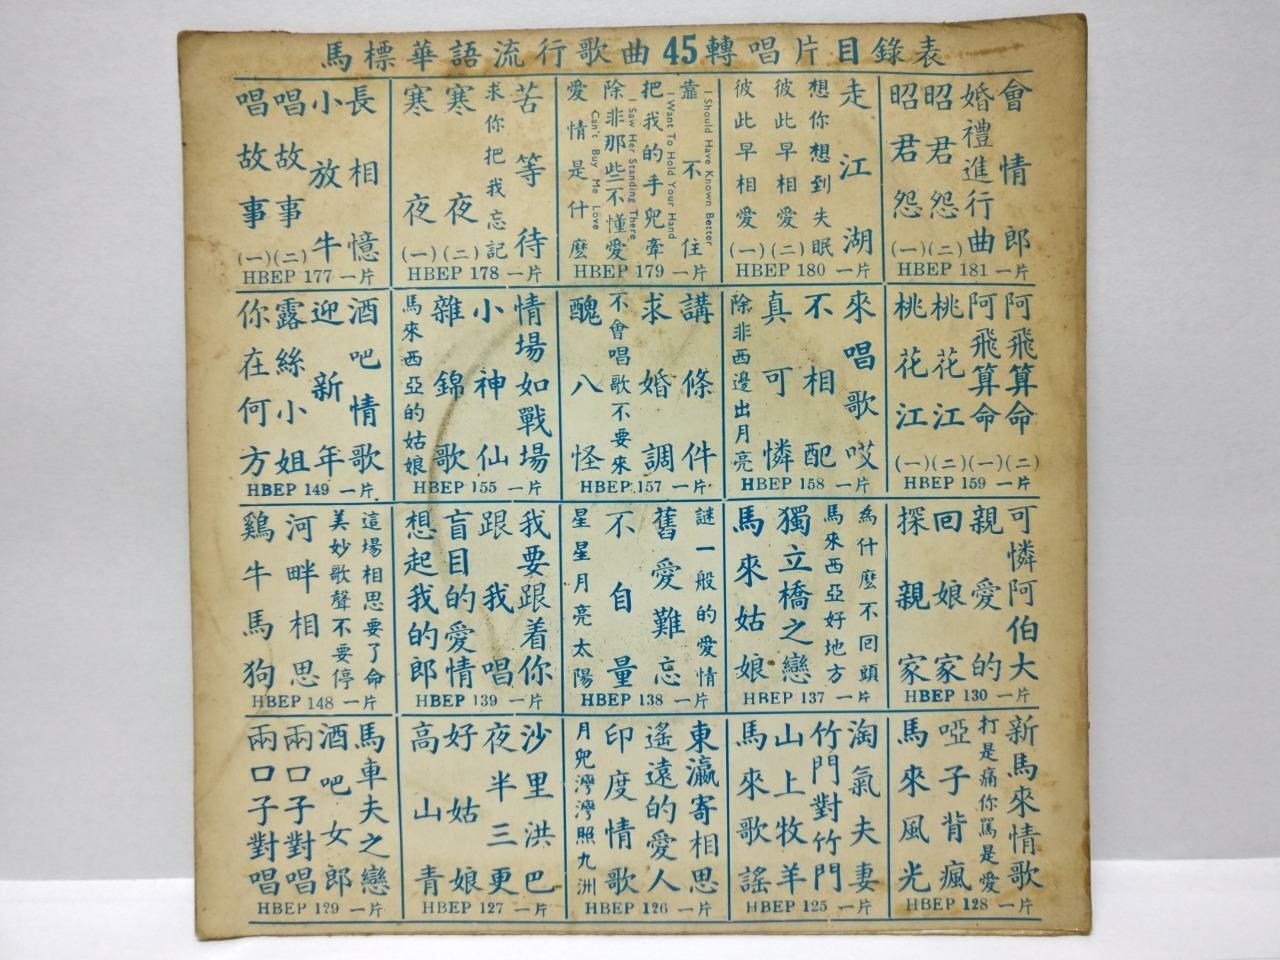 馬標華語流行歌曲45轉唱片目錄表
長相憶
小放牛
唱故事(二)
唱故事(一)
HBEP 177 一片
苦等待
求你把我忘記
寒夜(二)
寒夜(一)
HBEP 178 一片
I Should Have Known Better
靠不住
I Want To Hold Your Hand
把我的手兒牽
I Saw Her Standing There
除非那些不懂愛
Can't Buy Me Love
愛情是什麼
HBEP 179 一片
走江湖
想你想到失眠
彼此早相愛(二)
彼此早相愛(一)
HBEP 180 一片
會情郎
婚禮進行曲
昭君怨(二)
昭君怨(一)
HBEP 181 一片
酒吧情歌
迎新年
露絲小姐
你在何方
HBEP 149 一片
情場如戰場
小神仙
雜錦歌
馬來西亞的姑娘
HBEP 155 一片
講條件
求婚調
不會唱歌不要來
醜八怪
HBEP 157 一片
來唱歌哎
不相配
真可憐
除非西邊出月亮
HBEP 158 一片
阿飛算命(二)
阿飛算命(一)
桃花江(二)
桃花江(一)
HBEP 159 一片
這場相思要了命
美妙歌聲不要停
河畔相思
鷄牛馬狗
HBEP 148 一片
我要跟着你
跟我唱
盲目的愛情
想起我的郎
HBEP 139 一片
謎一般的愛情
舊愛難忘
不自量
星星月亮太陽
HBEP 138 一片
為什麼不回頭
馬來西亞好地方
獨立橋之戀
馬來姑娘
HBEP 137 一片
可憐阿伯大
親愛的
回娘家
探親家
HBEP 130 一片
馬車夫之戀
酒吧女郎
兩口子對唱
兩口子對唱
HBEP 129 一片
沙里洪巴
夜半三更
好姑娘
高山青
HBEP 127 一片
東瀛寄相思
遙遠的愛人
印度情歌
月兒灣灣照九洲
HBEP 126 一片
淘氣夫妻
竹門對竹門
山上牧羊
馬來歌謠
HBEP 125 一片
新馬來情歌
打是痛你罵是愛
啞子背瘋
馬來風光
HBEP 128 一片